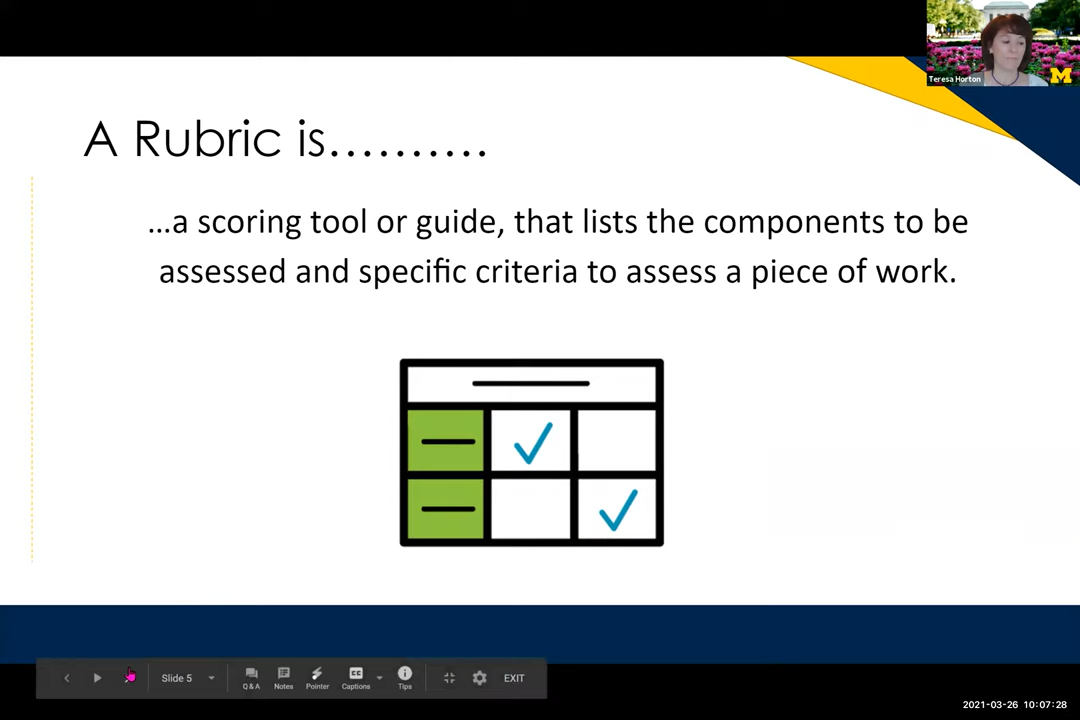 Teresa Horton
M
A Rubric is……….
…a scoring tool or guide, that lists the components to be
assessed and specific criteria to assess a piece of work.
Slide 5
Q&A
Notes
Pointer
CC
Captions
Tips
EXIT
2021-03-26 10:07:28